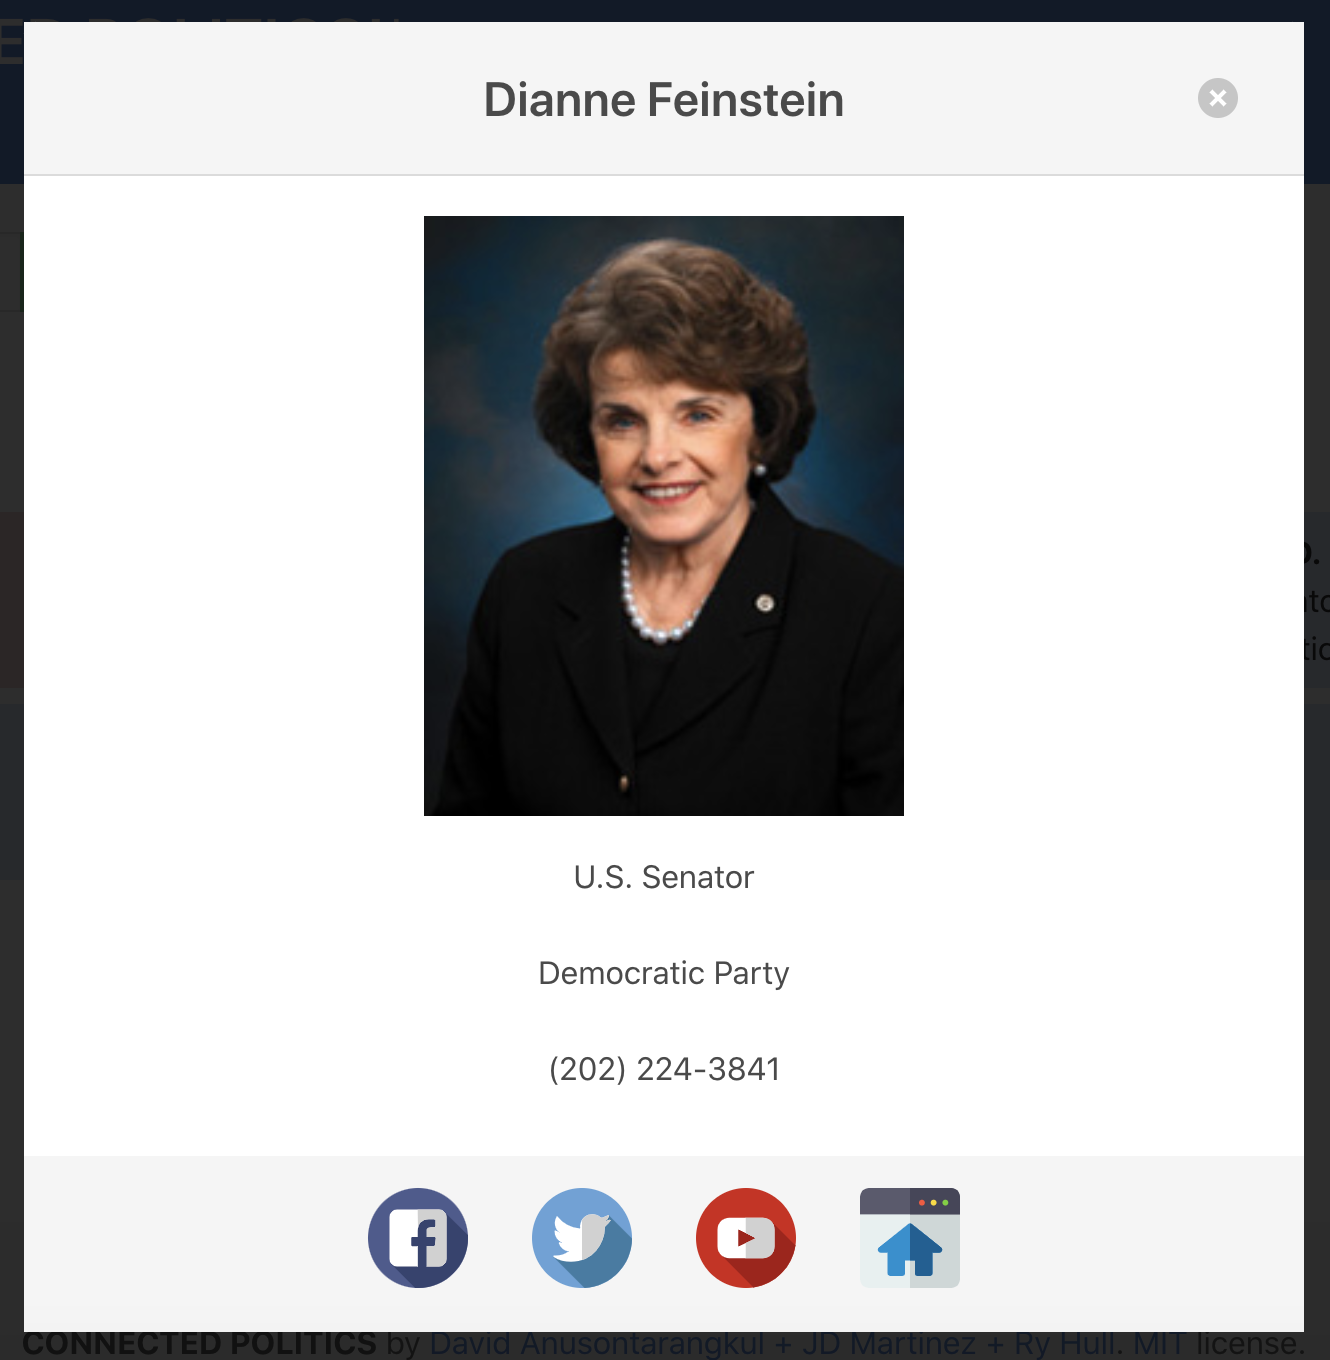 Dianne Feinstein
U.S. Senator
Democratic Party
(202) 224-3841
CONNECTED POLITICS by David Anusontarangkul + JD Martinez + Ry Hull. MIT license.